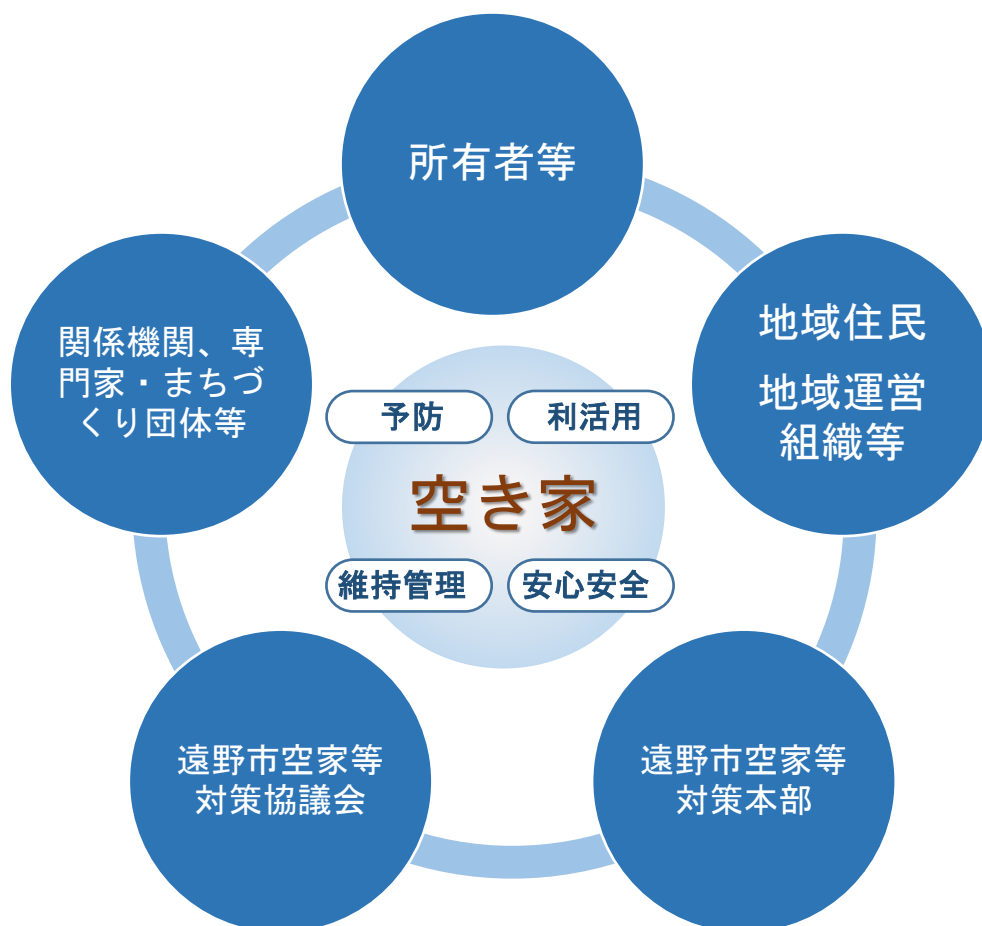 所有者等
関係機関、専
門家・まちづ
くり団体等
地域住民
地域運営
組織等
予防
利活用
空き家
維持管理
安心安全
遠野市空家等
対策協議会
遠野市空家等
対策本部